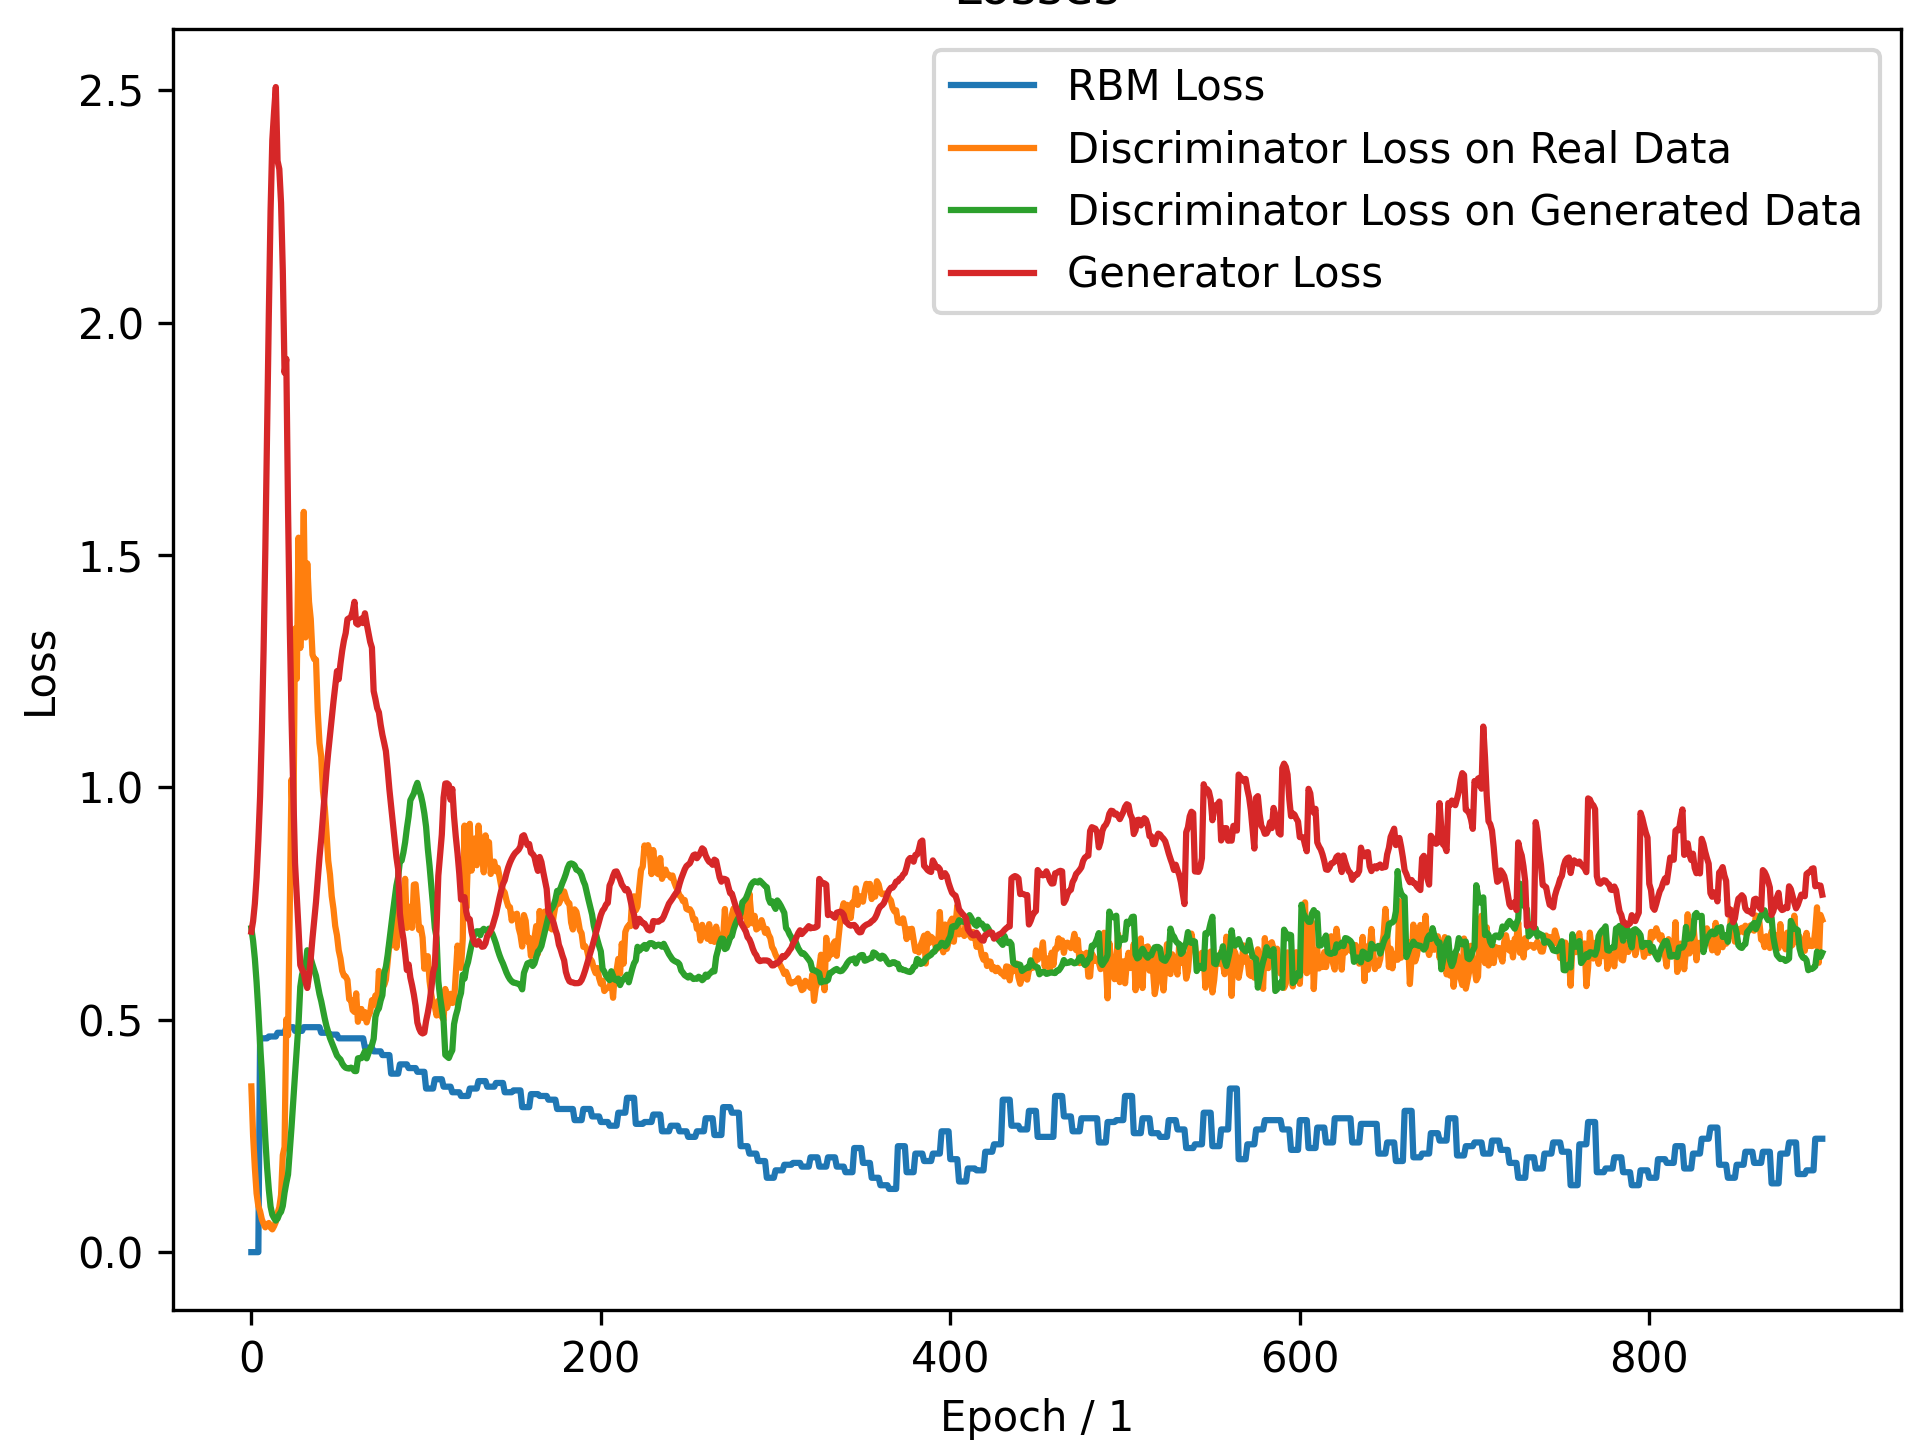 Losses
2.5
2.0
1.5
1.0
0.5
0.0
Loss
RBM Loss
Discriminator Loss on Real Data
Discriminator Loss on Generated Data
Generator Loss
0 200 400 600 800
Epoch / 1